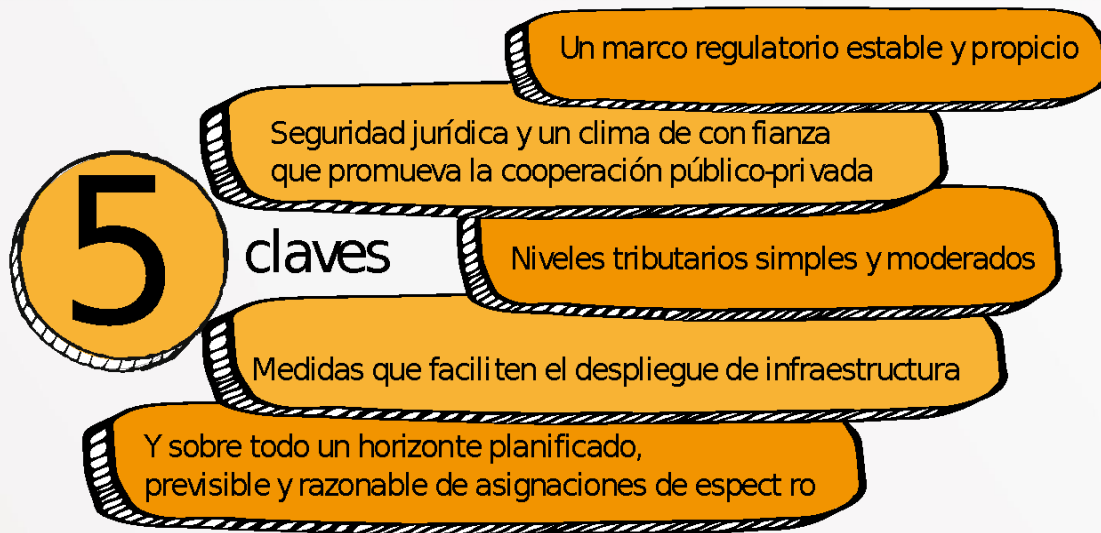 Un marco regulatorio estable y propicio
Seguridad jurídica y un clima de confianza
que promueva la cooperación público-privada
5 claves
Niveles tributarios simples y moderados
Medidas que faciliten el despliegue de infraestructura
Y sobre todo un horizonte planificado,
previsible y razonable de asignaciones de espectro